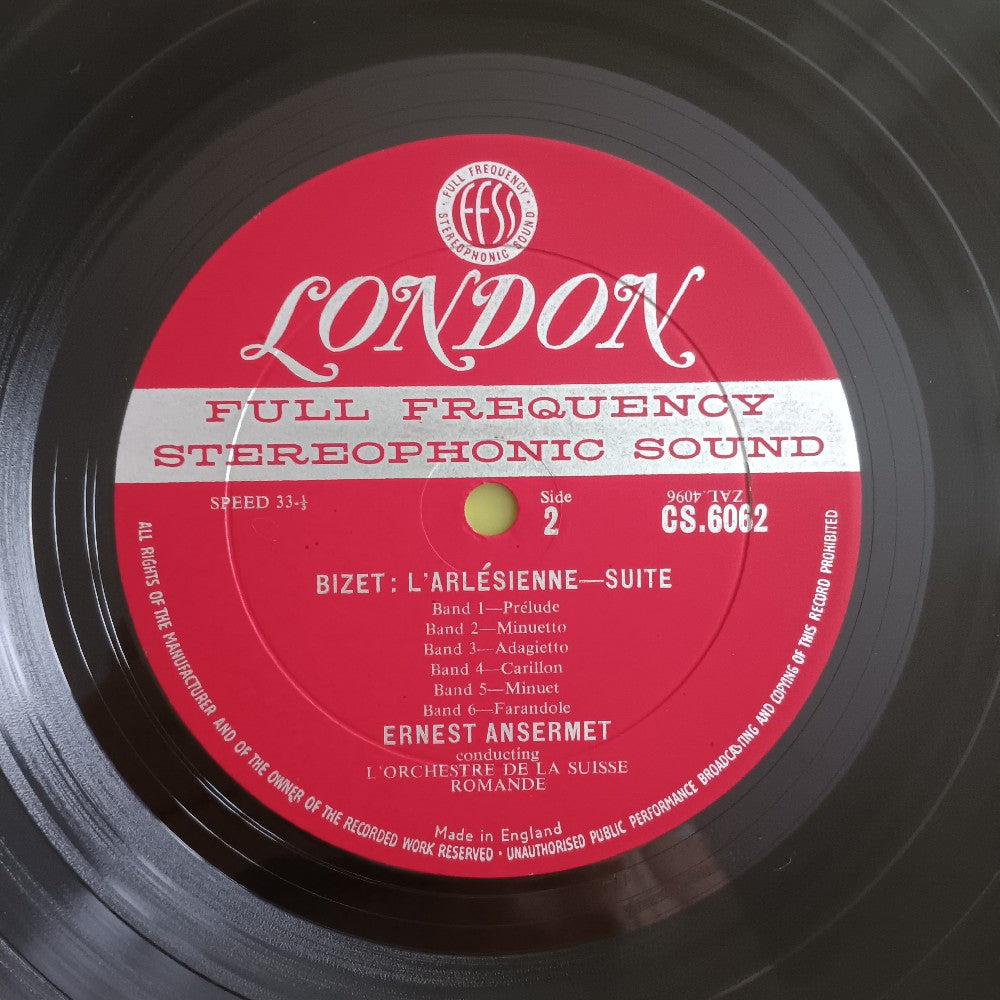 · FULL FREQUENCY ·
STEREOPHONIC SOUND
FFSS
LONDON
FULL FREQUENCY
STEREOPHONIC SOUND
SPEED 33-⅓
Side
2
ZAL.4096
CS.6062
BIZET: L'ARLÉSIENNE—SUITE
Band 1—Prélude
Band 2—Minuetto
Band 3—Adagietto
Band 4—Carillon
Band 5—Minuet
Band 6—Farandole
ERNEST ANSERMET
conducting
L'ORCHESTRE DE LA SUISSE
ROMANDE
Made in England
ALL RIGHTS OF THE MANUFACTURER AND OF THE OWNER OF THE RECORDED WORK RESERVED · UNAUTHORISED PUBLIC PERFORMANCE BROADCASTING AND COPYING OF THIS RECORD PROHIBITED